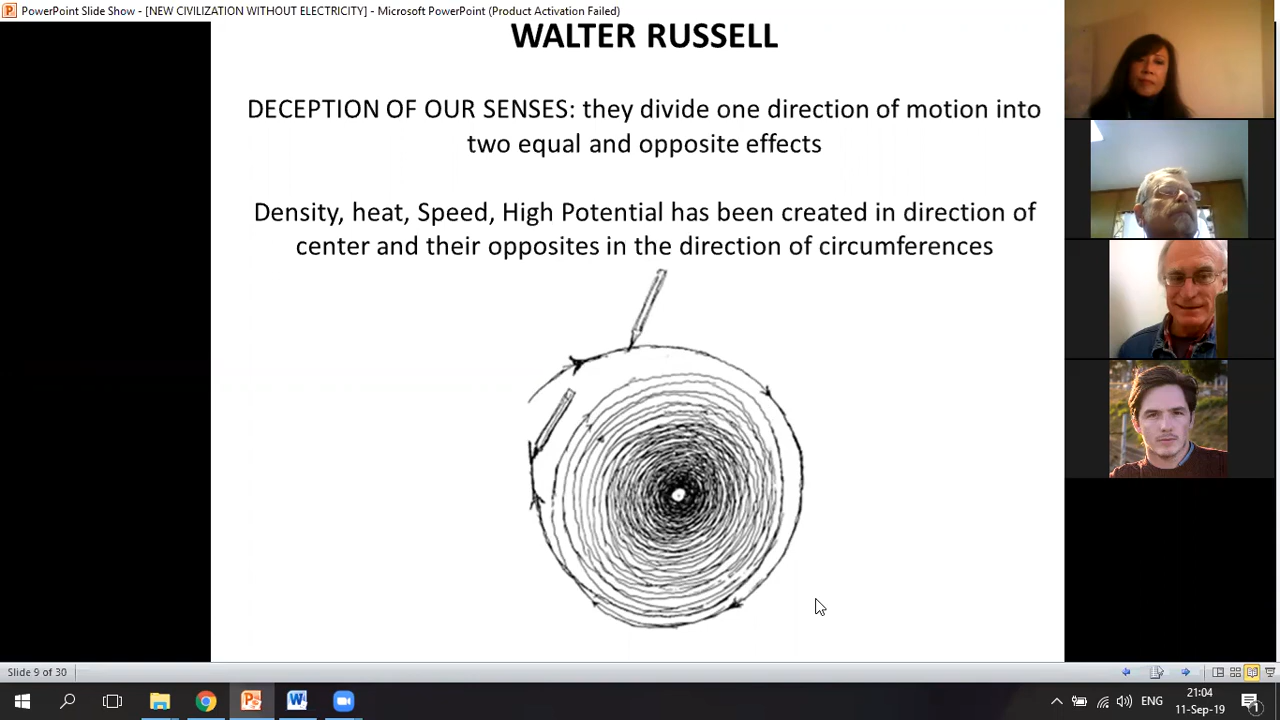 PowerPoint Slide Show - [NEW CIVILIZATION WITHOUT ELECTRICITY] - Microsoft PowerPoint (Product Activation Failed)
WALTER RUSSELL
DECEPTION OF OUR SENSES: they divide one direction of motion into
two equal and opposite effects
Density, heat, Speed, High Potential has been created in direction of
center and their opposites in the direction of circumferences
Slide 9 of 30
ENG
21:04
11-Sep-19
1